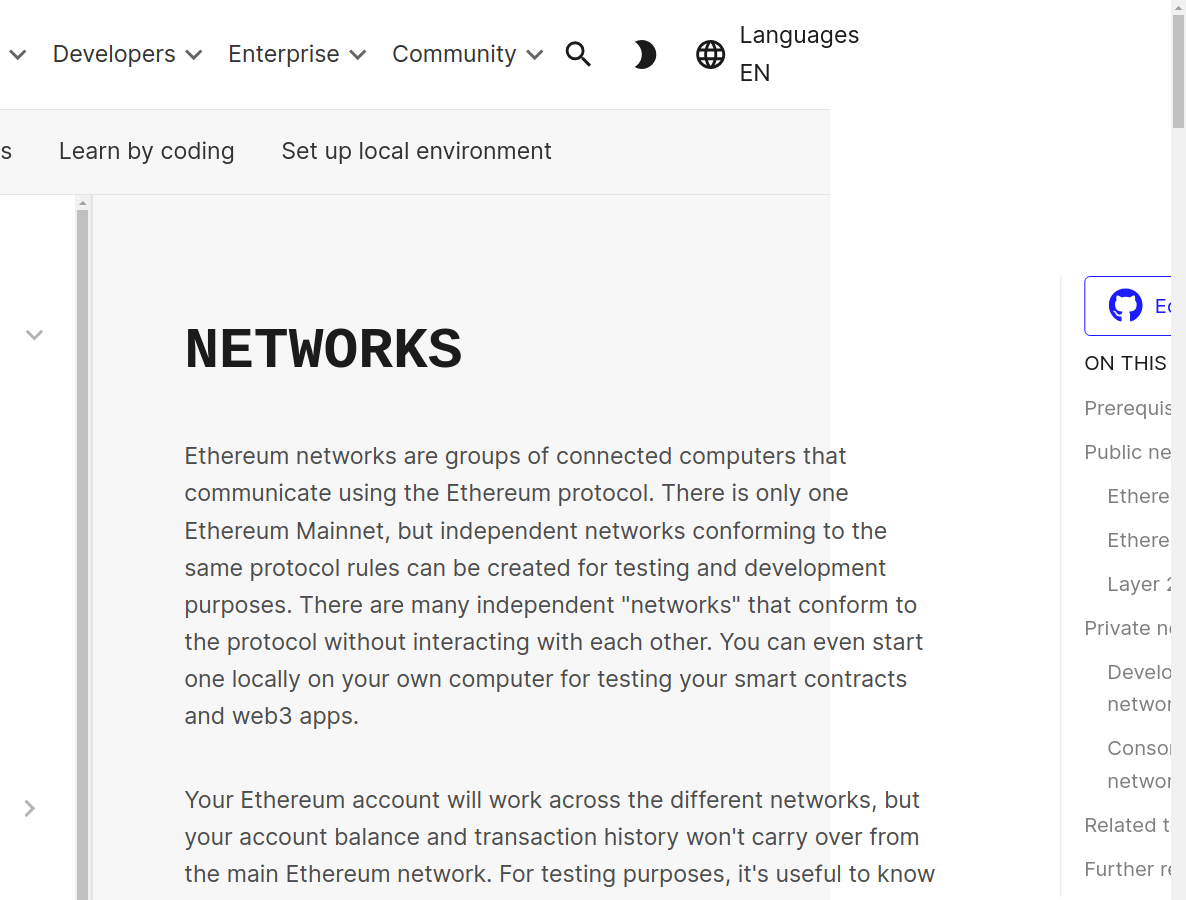 Developers
Enterprise
Community
Languages
EN
s
Learn by coding
Set up local environment
NETWORKS
Ethereum networks are groups of connected computers that
communicate using the Ethereum protocol. There is only one
Ethereum Mainnet, but independent networks conforming to the
same protocol rules can be created for testing and development
purposes. There are many independent "networks" that conform to
the protocol without interacting with each other. You can even start
one locally on your own computer for testing your smart contracts
and web3 apps.
Your Ethereum account will work across the different networks, but
your account balance and transaction history won't carry over from
the main Ethereum network. For testing purposes, it's useful to know
ON THIS
Public ne
Ethere
Ethere
Layer 2
Private
Develo
networ
networ
Related t
Further